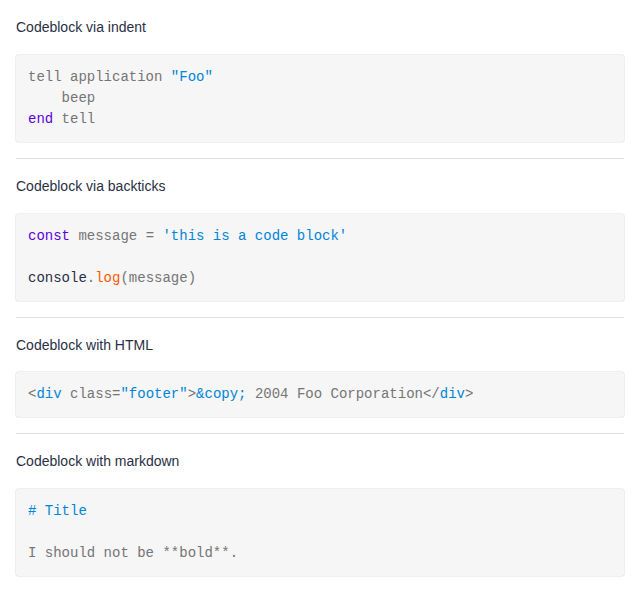 Codeblock via indent
tell application "Foo"
    beep
end tell
Codeblock via backticks
const message = 'this is a code block'
console.log(message)
Codeblock with HTML
<div class="footer">&copy; 2004 Foo Corporation</div>
Codeblock with markdown
# Title
I should not be **bold**.